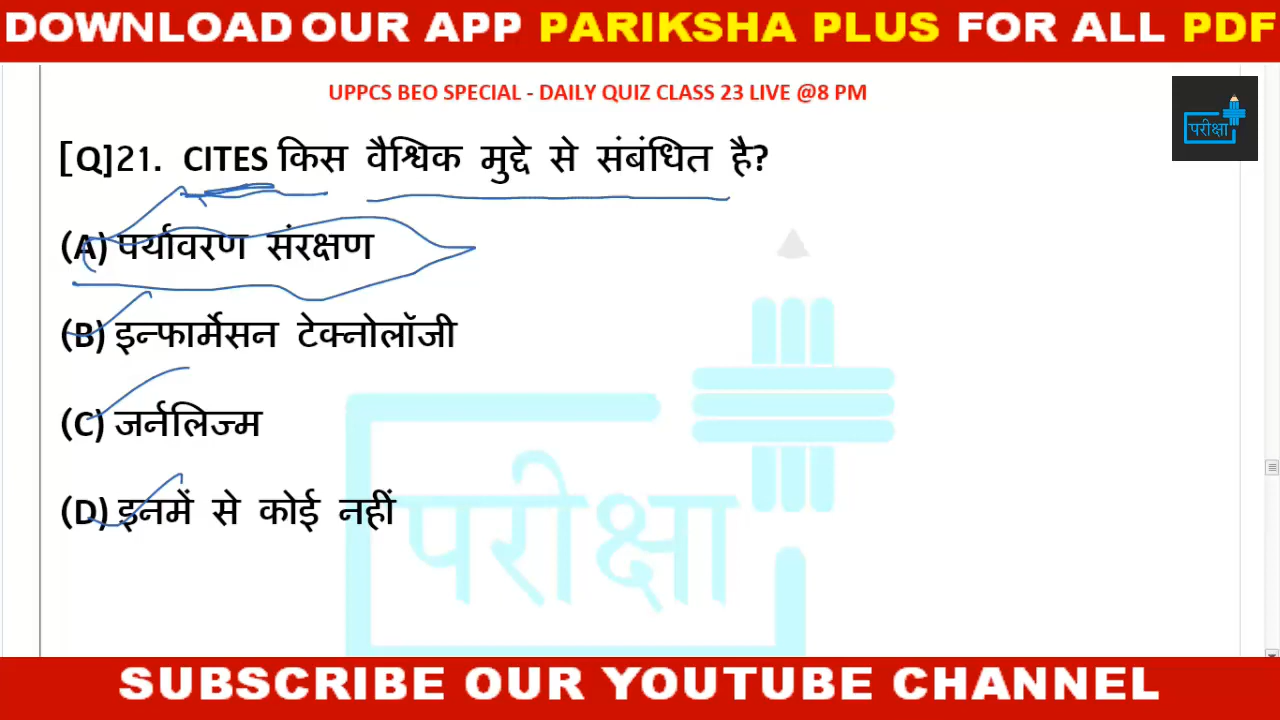 DOWNLOAD OUR APP PARIKSHA PLUS FOR ALL PDF
UPPCS BEO SPECIAL - DAILY QUIZ CLASS 23 LIVE @8 PM
परीक्षा
[Q]21. CITES किस वैश्विक मुद्दे से संबंधित है?
(A) पर्यावरण संरक्षण
(B) इन्फार्मेसन टेक्नोलॉजी
(C) जर्नलिज्म
(D) इनमें से कोई नहीं
परीक्षा
SUBSCRIBE OUR YOUTUBE CHANNEL